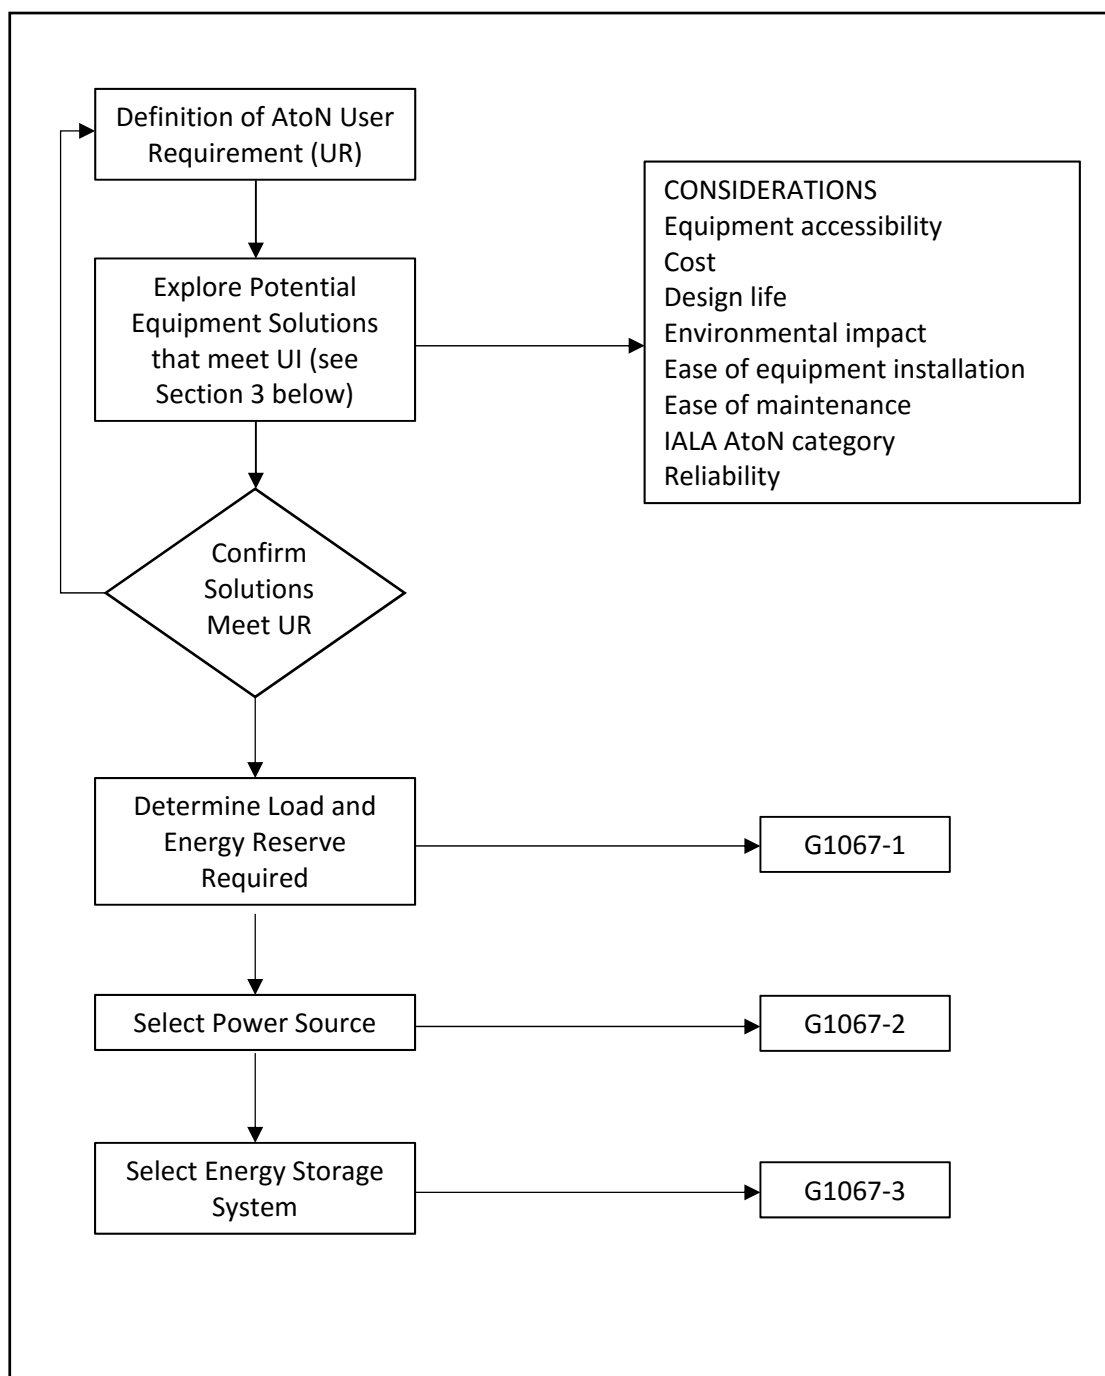 Definition of AtoN User
Requirement (UR)
Explore Potential
Equipment Solutions
that meet UI (see
Section 3 below)
CONSIDERATIONS
Equipment accessibility
Cost
Design life
Environmental impact
Ease of equipment installation
Ease of maintenance
IALA AtoN category
Reliability
Confirm
Solutions
Meet UR
Determine Load and
Energy Reserve
Required
G1067-1
Select Power Source
G1067-2
Select Energy Storage
System
G1067-3